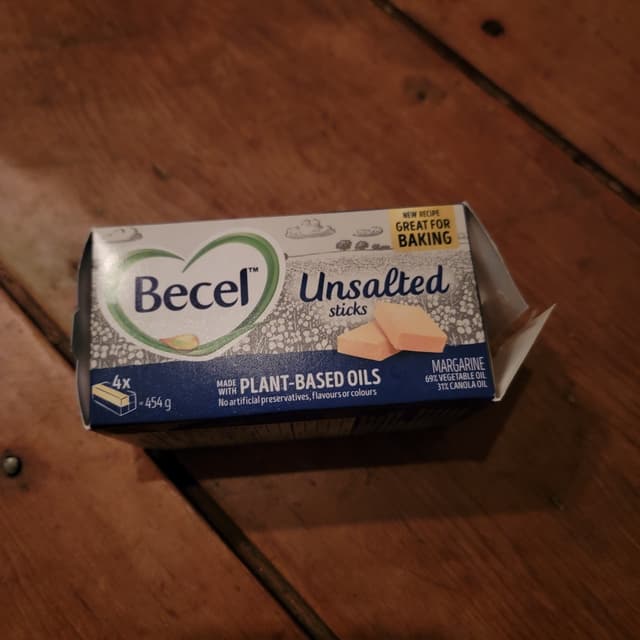 NEW RECIPE
GREAT FOR
BAKING
Becel™
Unsalted
sticks
4x
= 454 g
MADE
WITH PLANT-BASED OILS
No artificial preservatives, flavours or colours
MARGARINE
69% VEGETABLE OIL
31% CANOLA OIL